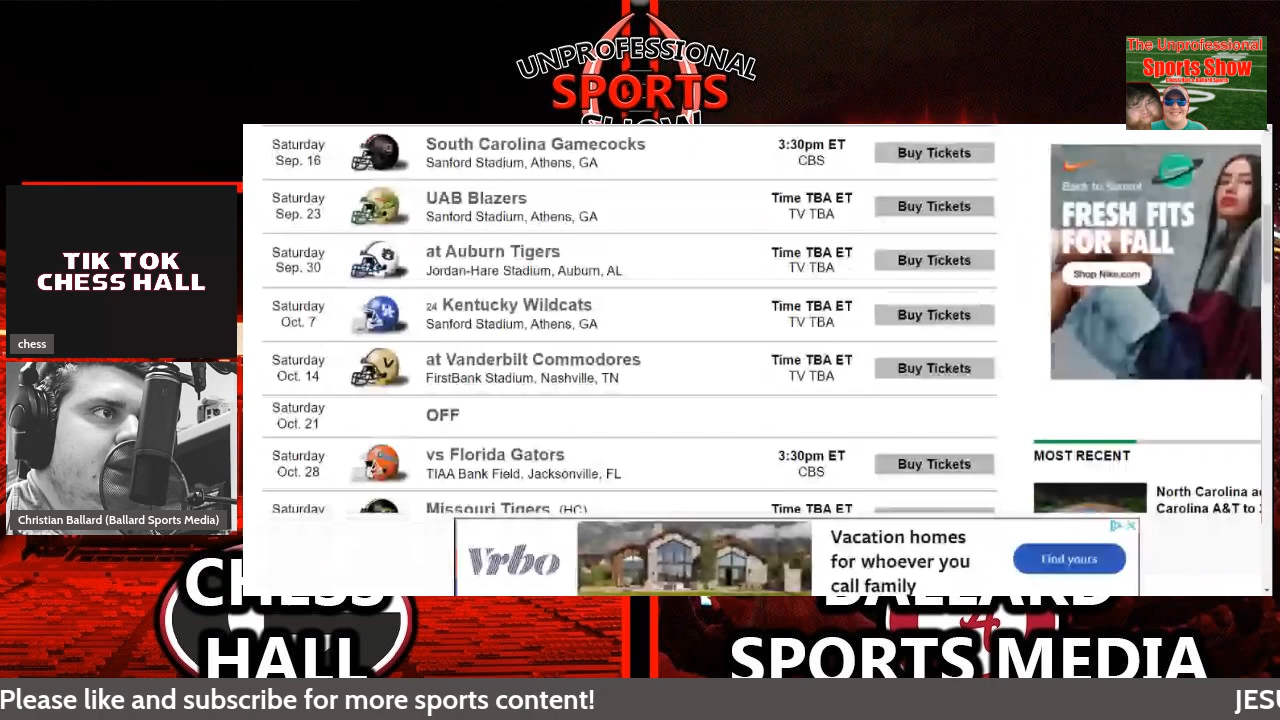 UNPROFESSIONAL
SPORTS
SHOW
The Unprofessional
Sports Show
TIK TOK
CHESS HALL
chess
Christian Ballard (Ballard Sports Media)
Saturday
Sep. 16
South Carolina Gamecocks
Sanford Stadium, Athens, GA
3:30pm ET
CBS
Buy Tickets
Saturday
Sep. 23
UAB Blazers
Sanford Stadium, Athens, GA
Time TBA ET
TV TBA
Buy Tickets
Saturday
Sep. 30
at Auburn Tigers
Jordan-Hare Stadium, Auburn, AL
Time TBA ET
TV TBA
Buy Tickets
Saturday
Oct. 7
24 Kentucky Wildcats
Sanford Stadium, Athens, GA
Time TBA ET
TV TBA
Buy Tickets
Saturday
Oct. 14
at Vanderbilt Commodores
FirstBank Stadium, Nashville, TN
Time TBA ET
TV TBA
Buy Tickets
Saturday
Oct. 21
OFF
Saturday
Oct. 28
vs Florida Gators
TIAA Bank Field, Jacksonville, FL
3:30pm ET
CBS
Buy Tickets
Saturday
Missouri Tigers (HC)
Time TBA ET
Back to School
FRESH FITS
FOR FALL
Shop Nike.com
MOST RECENT
North Carolina a
Carolina A&T to
Vrbo
Vacation homes
for whoever you
call family
Find yours
CHESS
HALL
BALLARD
SPORTS MEDIA
Please like and subscribe for more sports content!
JESU